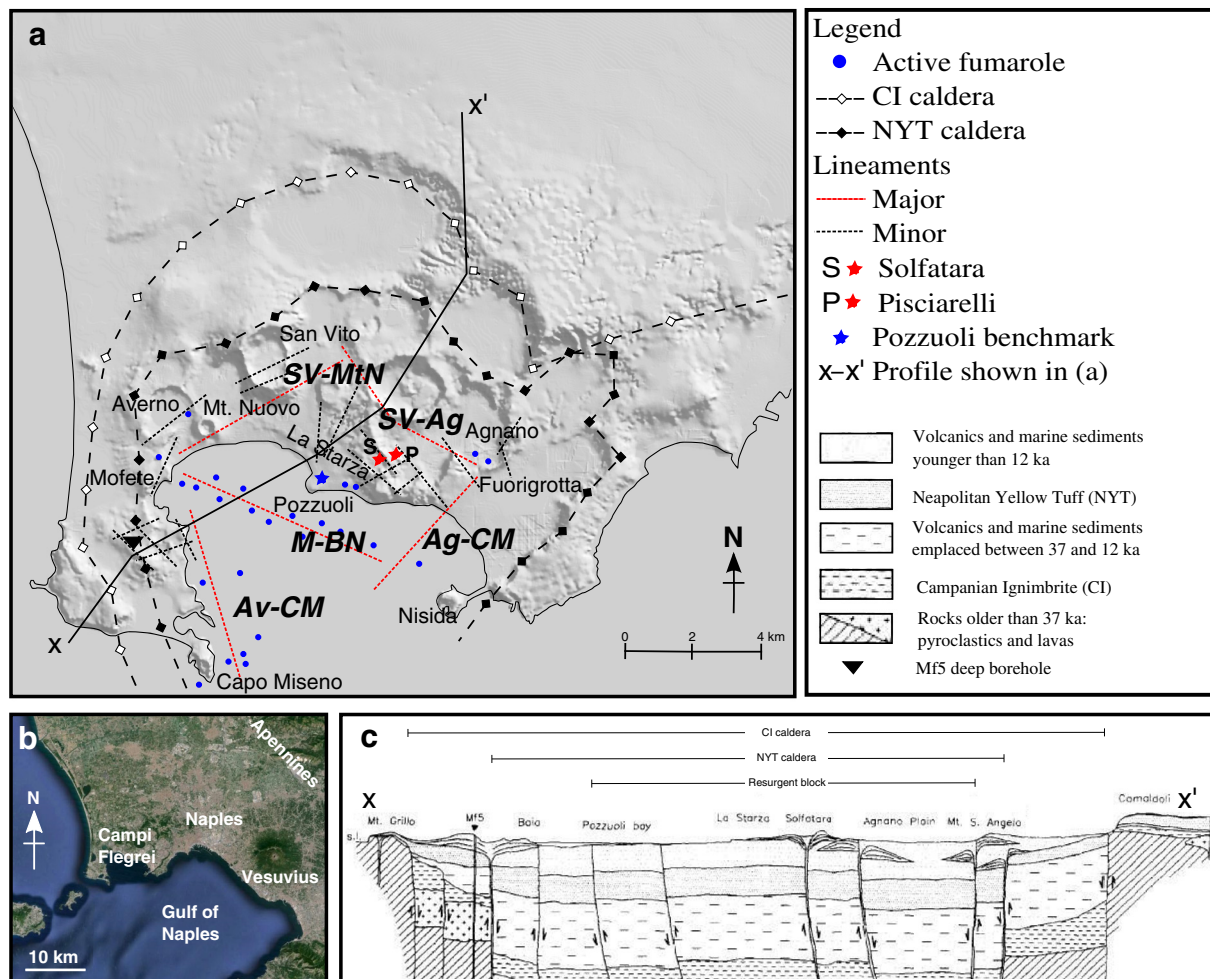 a
X'
San Vito
SV-MtN
Averno
Mt. Nuovo
SV-Ag
La Starza
S
P
Agnano
Mofete
Fuorigrotta
Pozzuoli
M-BN
Ag-CM
N
Av-CM
Nisida
X
Capo Miseno
0 2 4 km
Legend
Active fumarole
CI caldera
NYT caldera
Lineaments
Major
Minor
S Solfatara
P Pisciarelli
Pozzuoli benchmark
X–X' Profile shown in (a)
Volcanics and marine sediments
younger than 12 ka
Neapolitan Yellow Tuff (NYT)
Volcanics and marine sediments
emplaced between 37 and 12 ka
Campanian Ignimbrite (CI)
Rocks older than 37 ka:
pyroclastics and lavas
Mf5 deep borehole
b
Apennines
N
Naples
Campi
Flegrei
Vesuvius
Gulf of
Naples
10 km
c
CI caldera
NYT caldera
Resurgent block
X
X'
Camaldoli
Mt. Grillo
Mf5
Baia
Pozzuoli bay
La Starza
Solfatara
Agnano Plain
Mt. S. Angelo
s.l.